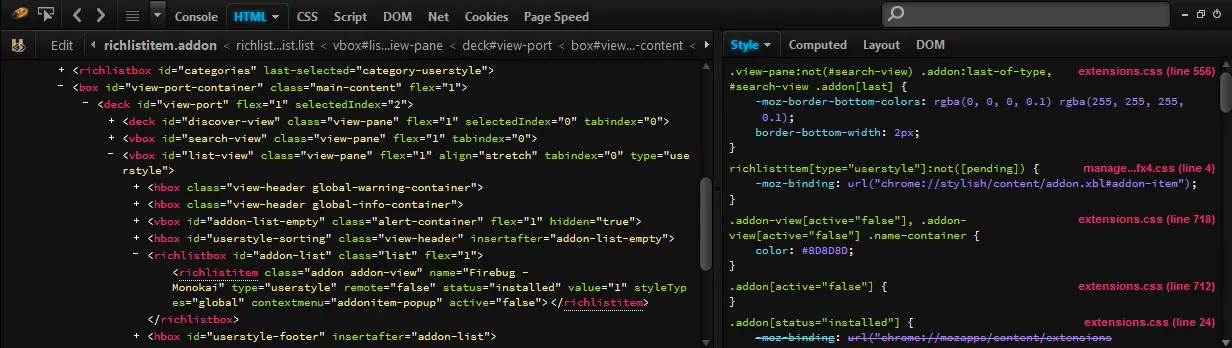 Console HTML CSS Script DOM Net Cookies Page Speed
Edit richlistitem.addon < richlist...ist.list < vbox#lis...iew-pane < deck#view-port < box#view...-content <
+ <richlistbox id="categories" last-selected="category-userstyle">
- <box id="view-port-container" class="main-content" flex="1">
- <deck id="view-port" flex="1" selectedIndex="2">
+ <deck id="discover-view" class="view-pane" flex="1" selectedIndex="0" tabindex="0">
+ <vbox id="search-view" class="view-pane" flex="1" tabindex="0">
- <vbox id="list-view" class="view-pane" flex="1" align="stretch" tabindex="0" type="use
rstyle">
+ <hbox class="view-header global-warning-container">
+ <hbox class="view-header global-info-container">
+ <vbox id="addon-list-empty" class="alert-container" flex="1" hidden="true">
+ <hbox id="userstyle-sorting" class="view-header" insertafter="addon-list-empty">
- <richlistbox id="addon-list" class="list" flex="1">
<richlistitem class="addon addon-view" name="Firebug -
Monokai" type="userstyle" remote="false" status="installed" value="1" styleTyp
es="global" contextmenu="addonitem-popup" active="false"></richlistitem>
</richlistbox>
+ <hbox id="userstyle-footer" insertafter="addon-list">
Style Computed Layout DOM
.view-pane:not(#search-view) .addon:last-of-type, extensions.css (line 556)
#search-view .addon[last] {
-moz-border-bottom-colors: rgba(0, 0, 0, 0.1) rgba(255, 255, 255,
0.1);
border-bottom-width: 2px;
}
richlistitem[type="userstyle"]:not([pending]) { manage...fx4.css (line 4)
-moz-binding: url("chrome://stylish/content/addon.xbl#addon-item");
}
.addon-view[active="false"], .addon- extensions.css (line 718)
view[active="false"] .name-container {
color: #8D8D8D;
}
.addon[active="false"] { extensions.css (line 712)
}
.addon[status="installed"] { extensions.css (line 24)
-moz-binding: url("chrome://mozapps/content/extensions